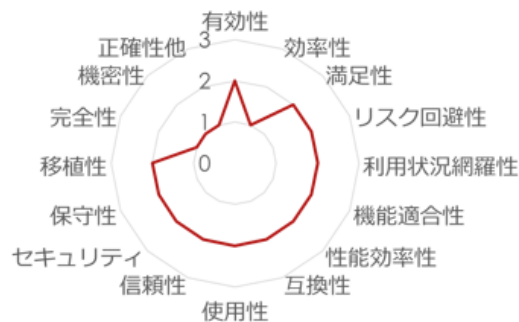 有効性
効率性
満足性
リスク回避性
利用状況網羅性
機能適合性
性能効率性
互換性
使用性
信頼性
セキュリティ
保守性
移植性
完全性
機密性
正確性他
3
2
1
0